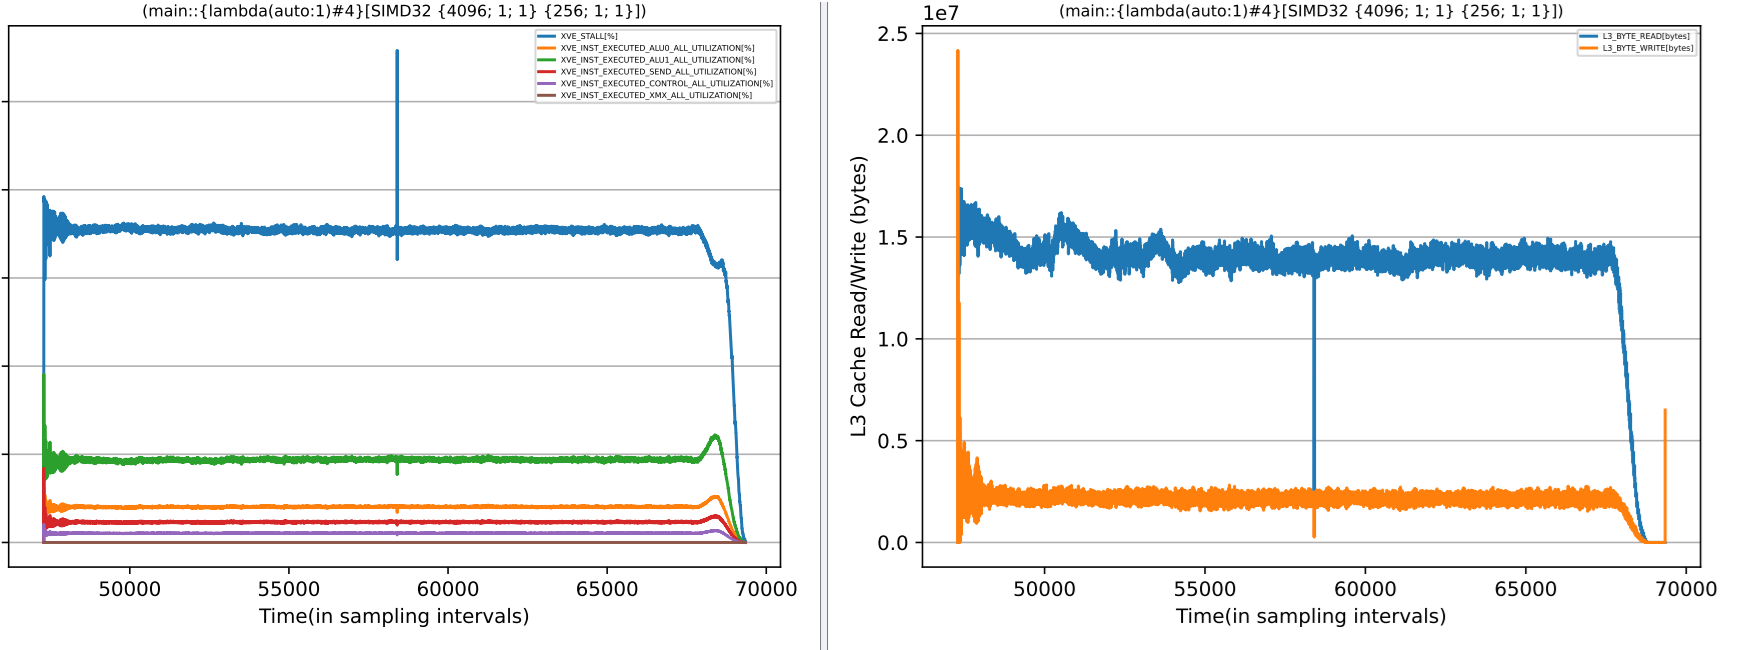 (main::{lambda(auto:1)#4}[SIMD32 {4096; 1; 1} {256; 1; 1}])
XVE_STALL[%]
XVE_INST_EXECUTED_ALU0_ALL_UTILIZATION[%]
XVE_INST_EXECUTED_ALU1_ALL_UTILIZATION[%]
XVE_INST_EXECUTED_SEND_ALL_UTILIZATION[%]
XVE_INST_EXECUTED_CONTROL_ALL_UTILIZATION[%]
XVE_INST_EXECUTED_XMX_ALL_UTILIZATION[%]
50000 55000 60000 65000 70000
Time(in sampling intervals)
1e7
(main::{lambda(auto:1)#4}[SIMD32 {4096; 1; 1} {256; 1; 1}])
L3_BYTE_READ[bytes]
L3_BYTE_WRITE[bytes]
L3 Cache Read/Write (bytes)
2.5
2.0
1.5
1.0
0.5
0.0
50000 55000 60000 65000 70000
Time(in sampling intervals)